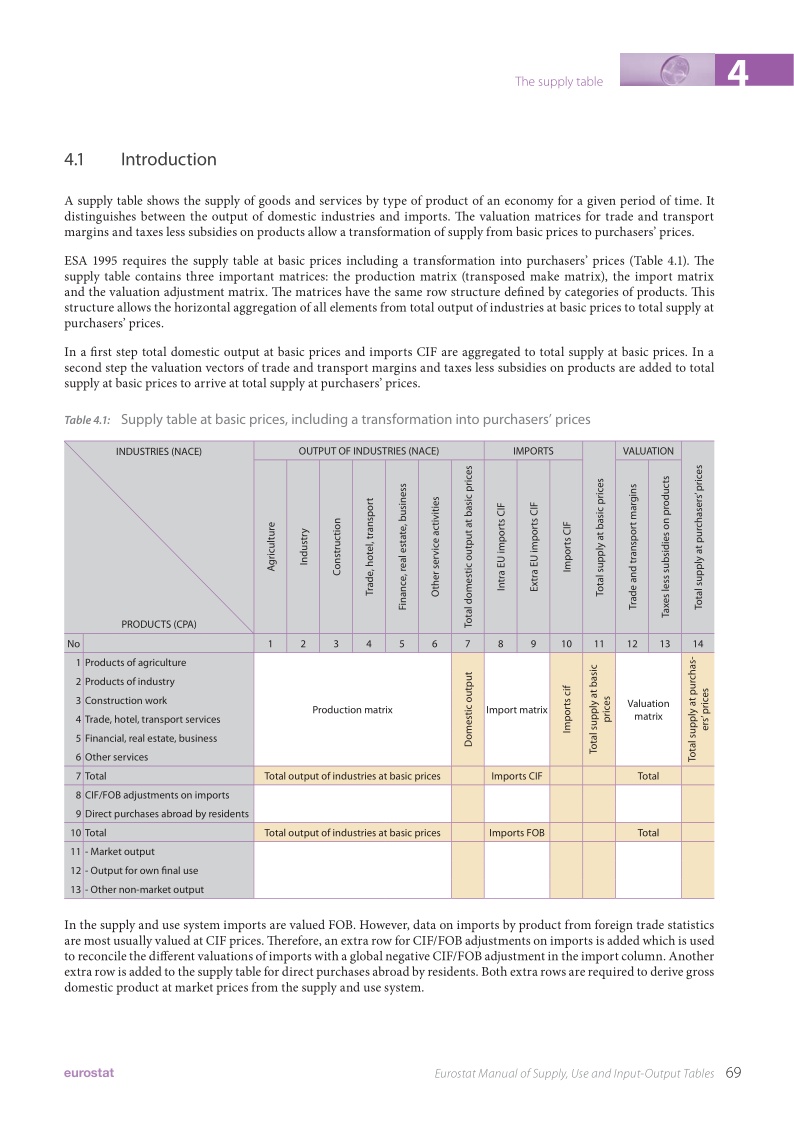 The supply table
4
4.1 Introduction
A supply table shows the supply of goods and services by type of product of an economy for a given period of time. It
distinguishes between the output of domestic industries and imports. The valuation matrices for trade and transport
margins and taxes less subsidies on products allow a transformation of supply from basic prices to purchasers’ prices.
ESA 1995 requires the supply table at basic prices including a transformation into purchasers’ prices (Table 4.1). The
supply table contains three important matrices: the production matrix (transposed make matrix), the import matrix
and the valuation adjustment matrix. The matrices have the same row structure defined by categories of products. This
structure allows the horizontal aggregation of all elements from total output of industries at basic prices to total supply at
purchasers’ prices.
In a first step total domestic output at basic prices and imports CIF are aggregated to total supply at basic prices. In a
second step the valuation vectors of trade and transport margins and taxes less subsidies on products are added to total
supply at basic prices to arrive at total supply at purchasers’ prices.
Table 4.1: Supply table at basic prices, including a transformation into purchasers’ prices
INDUSTRIES (NACE)
OUTPUT OF INDUSTRIES (NACE)
IMPORTS
VALUATION
Agriculture
Industry
Construction
Trade, hotel, transport
Finance, real estate, business
Other service activities
Total domestic output at basic prices
Intra EU imports CIF
Extra EU imports CIF
Imports CIF
Total supply at basic prices
Trade and transport margins
Taxes less subsidies on products
Total supply at purchasers’ prices
PRODUCTS (CPA)
No 1 2 3 4 5 6 7 8 9 10 11 12 13 14
1 Products of agriculture
2 Products of industry
3 Construction work
4 Trade, hotel, transport services
5 Financial, real estate, business
6 Other services
Production matrix
Domestic output
Import matrix
Imports cif
Total supply at basic
prices
Valuation
matrix
Total supply at purchas-
ers’ prices
7 Total Total output of industries at basic prices Imports CIF Total
8 CIF/FOB adjustments on imports
9 Direct purchases abroad by residents
10 Total Total output of industries at basic prices Imports FOB Total
11 - Market output
12 - Output for own final use
13 - Other non-market output
In the supply and use system imports are valued FOB. However, data on imports by product from foreign trade statistics
are most usually valued at CIF prices. Therefore, an extra row for CIF/FOB adjustments on imports is added which is used
to reconcile the different valuations of imports with a global negative CIF/FOB adjustment in the import column. Another
extra row is added to the supply table for direct purchases abroad by residents. Both extra rows are required to derive gross
domestic product at market prices from the supply and use system.
eurostat
Eurostat Manual of Supply, Use and Input-Output Tables 69